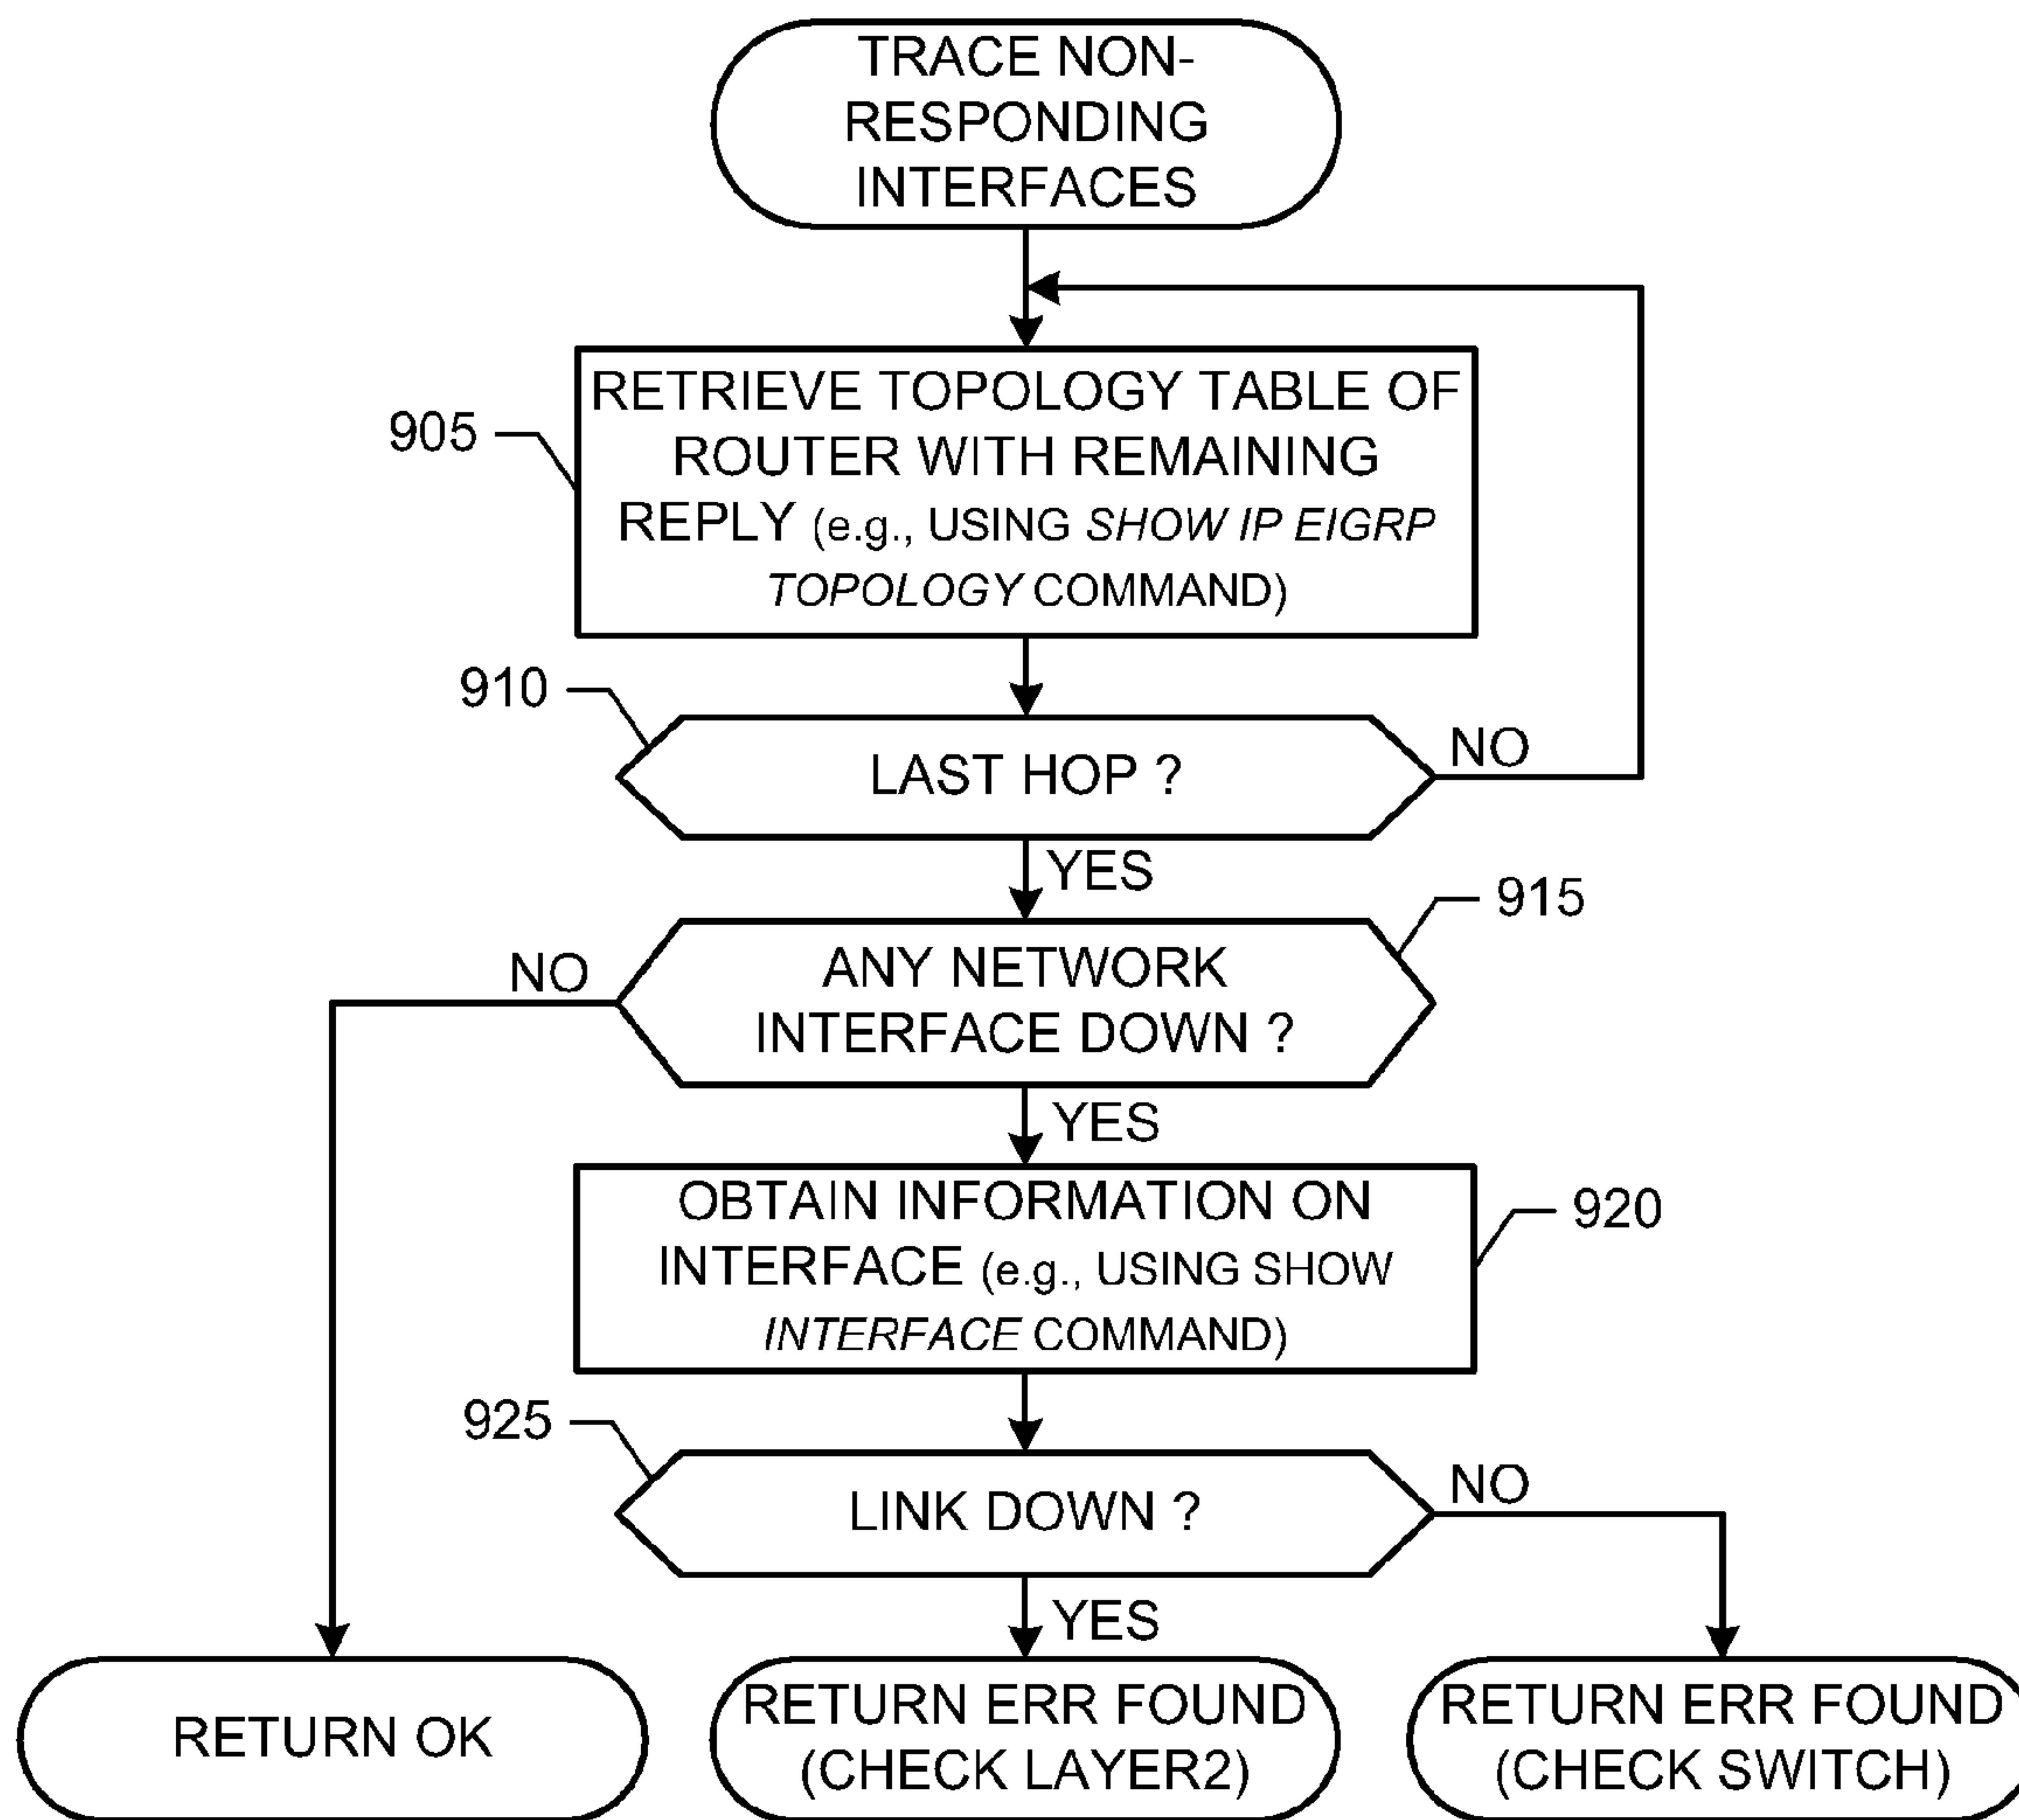 TRACE NON-
RESPONDING
INTERFACES
905
RETRIEVE TOPOLOGY TABLE OF
ROUTER WITH REMAINING
REPLY (e.g., USING SHOW IP EIGRP
TOPOLOGY COMMAND)
910
LAST HOP ?
NO
YES
915
NO
ANY NETWORK
INTERFACE DOWN ?
YES
OBTAIN INFORMATION ON
INTERFACE (e.g., USING SHOW
INTERFACE COMMAND)
920
925
LINK DOWN ?
NO
YES
RETURN OK
RETURN ERR FOUND
(CHECK LAYER2)
RETURN ERR FOUND
(CHECK SWITCH)